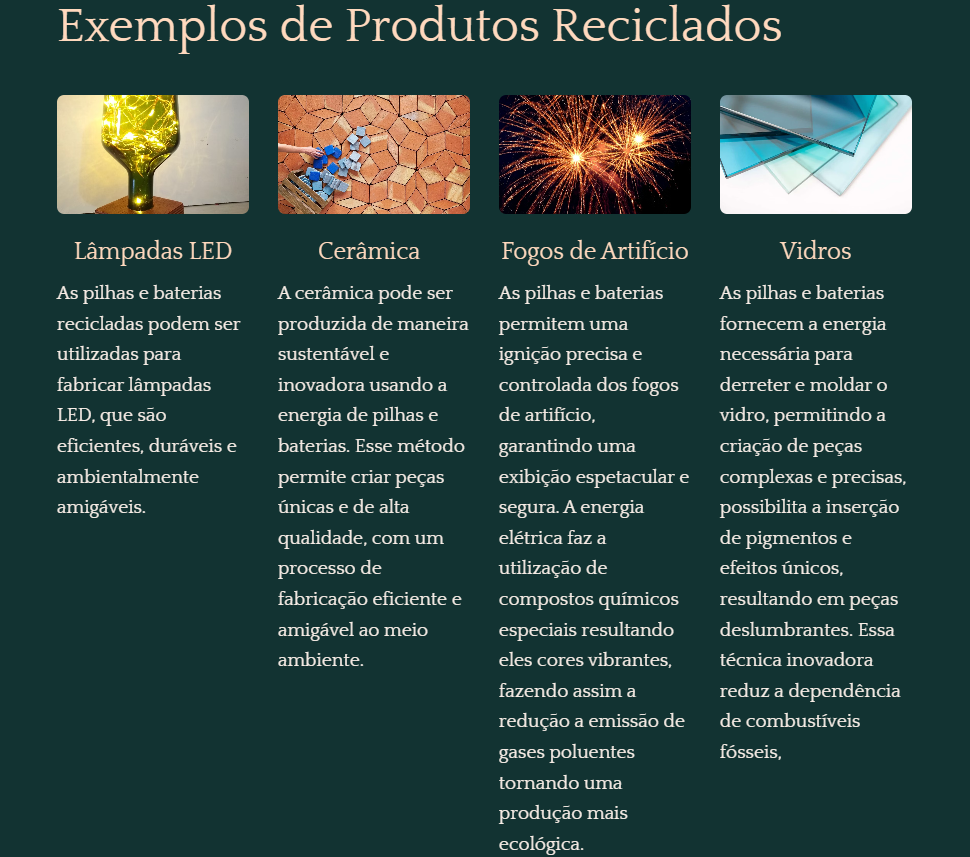 Exemplos de Produtos Reciclados
Lâmpadas LED
As pilhas e baterias
recicladas podem ser
utilizadas para
fabricar lâmpadas
LED, que são
eficientes, duráveis e
ambientalmente
amigáveis.
Cerâmica
A cerâmica pode ser
produzida de maneira
sustentável e
inovadora usando a
energia de pilhas e
baterias. Esse método
permite criar peças
únicas e de alta
qualidade, com um
processo de
fabricação eficiente e
amigável ao meio
ambiente.
Fogos de Artifício
As pilhas e baterias
permitem uma
ignição precisa e
controlada dos fogos
de artifício,
garantindo uma
exibição espetacular e
segura. A energia
elétrica faz a
utilização de
compostos químicos
especiais resultando
eles cores vibrantes,
fazendo assim a
redução a emissão de
gases poluentes
tornando uma
produção mais
ecológica.
Vidros
As pilhas e baterias
fornecem a energia
necessária para
derreter e moldar o
vidro, permitindo a
criação de peças
complexas e precisas,
possibilita a inserção
de pigmentos e
efeitos únicos,
resultando em peças
deslumbrantes. Essa
técnica inovadora
reduz a dependência
de combustíveis
fósseis,